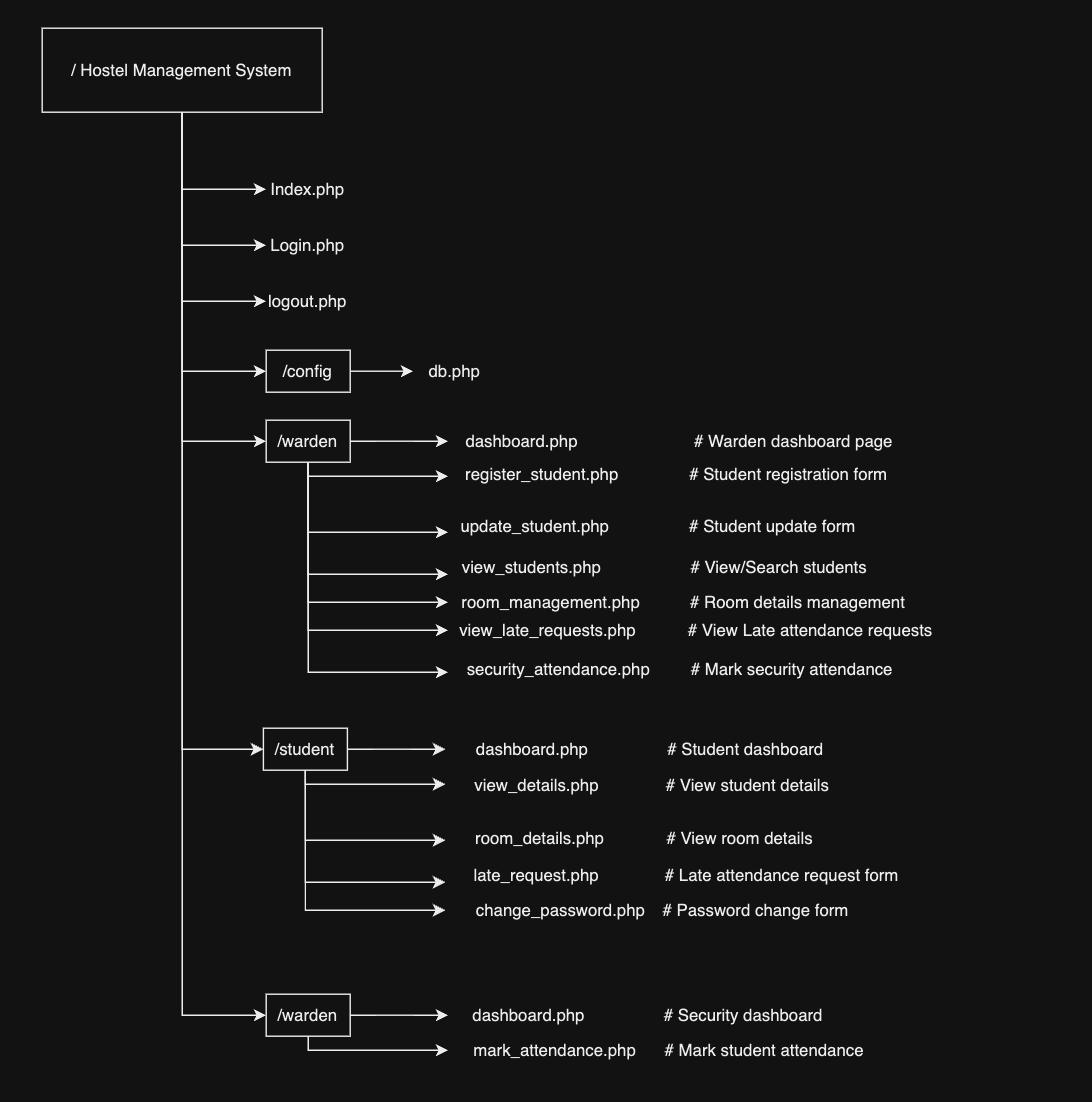 / Hostel Management System
Index.php
Login.php
logout.php
/config db.php
/warden dashboard.php # Warden dashboard page
register_student.php # Student registration form
update_student.php # Student update form
view_students.php # View/Search students
room_management.php # Room details management
view_late_requests.php # View Late attendance requests
security_attendance.php # Mark security attendance
/student dashboard.php # Student dashboard
view_details.php # View student details
room_details.php # View room details
late_request.php # Late attendance request form
change_password.php # Password change form
/warden dashboard.php # Security dashboard
mark_attendance.php # Mark student attendance